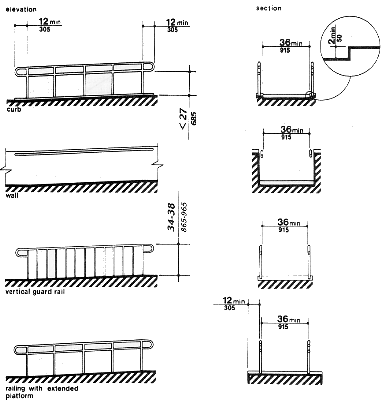 elevation
section
12 min
305
12 min
305
36 min
915
2 min
50
< 27
685
curb
36 min
915
wall
34-38
865-965
36 min
915
vertical guard rail
12 min
305
36 min
915
railing with extended
platform